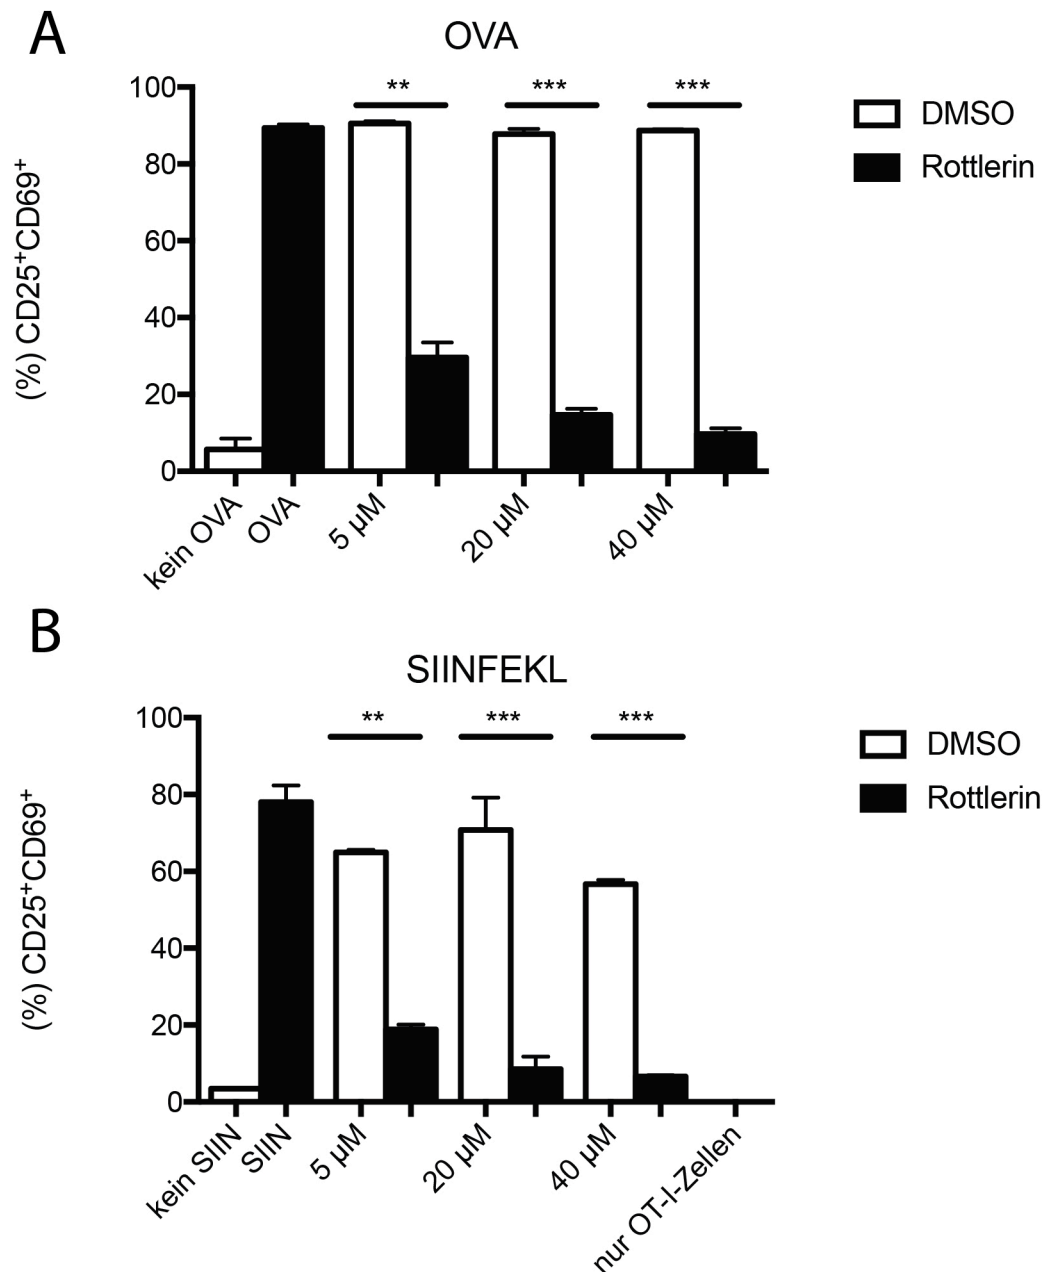 A
OVA
(%) CD25⁺CD69⁺
100
80
60
40
20
0
** *** ***
DMSO
Rottlerin
kein OVA OVA 5 µM 20 µM 40 µM
B
SIINFEKL
(%) CD25⁺CD69⁺
100
80
60
40
20
0
** *** ***
DMSO
Rottlerin
kein SIIN SIIN 5 µM 20 µM 40 µM nur OT-I-Zellen